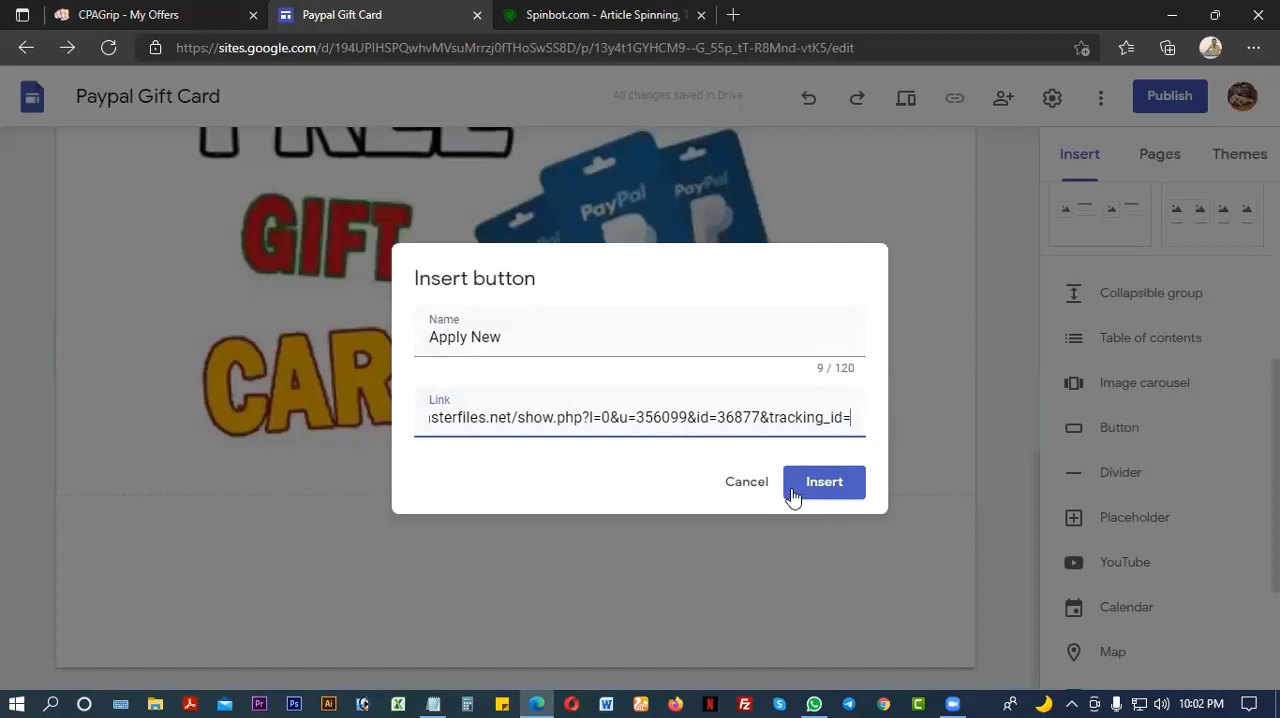 CPAGrip - My Offers
Paypal Gift Card
Spinbot.com - Article Spinning, T
https://sites.google.com/d/194UPIHSPQwhvMVsuMrrzj0fTHoSwSS8D/p/13y4t1GYHCM9--G_55p_tT-R8Mnd-vtK5/edit
Paypal Gift Card
All changes saved in Drive
Publish
FREE
GIFT
CAR
PayPal
PayPal
Insert
Pages
Themes
Insert button
Name
Apply New
9 / 120
Link
sterfiles.net/show.php?l=0&u=356099&id=36877&tracking_id=
Cancel
Insert
Collapsible group
Table of contents
Image carousel
Button
Divider
Placeholder
YouTube
Calendar
Map
10:02 PM